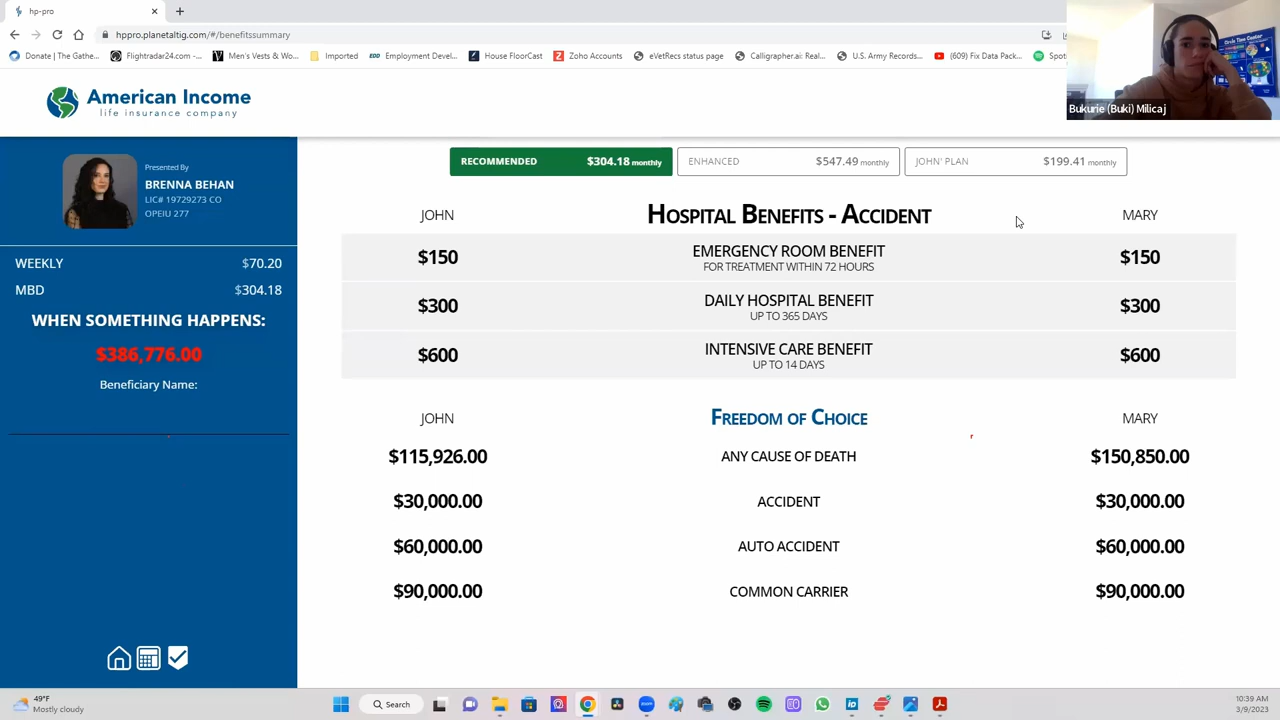 hp-pro
hppro.planetaltig.com/#/benefitssummary
Donate | The Gathe...
Flightradar24.com -...
Men's Vests & Wo...
Imported
EDD
Employment Devel...
House FloorCast
Zoho Accounts
eVetRecs status page
Calligrapher.ai: Real...
U.S. Army Records...
(609) Fix Data Pack...
Spot
Bukurie (Buki) Milicaj
American Income
life insurance company
Presented By
BRENNA BEHAN
LIC# 19729273 CO
OPEIU 277
RECOMMENDED $304.18 monthly
ENHANCED $547.49 monthly
JOHN' PLAN $199.41 monthly
WEEKLY $70.20
MBD $304.18
WHEN SOMETHING HAPPENS:
$386,776.00
Beneficiary Name:
JOHN Hospital Benefits - Accident MARY
$150 EMERGENCY ROOM BENEFIT $150
FOR TREATMENT WITHIN 72 HOURS
$300 DAILY HOSPITAL BENEFIT $300
UP TO 365 DAYS
$600 INTENSIVE CARE BENEFIT $600
UP TO 14 DAYS
JOHN Freedom of Choice MARY
$115,926.00 ANY CAUSE OF DEATH $150,850.00
$30,000.00 ACCIDENT $30,000.00
$60,000.00 AUTO ACCIDENT $60,000.00
$90,000.00 COMMON CARRIER $90,000.00
49°F
Mostly cloudy
Search
10:39 AM
3/9/2023